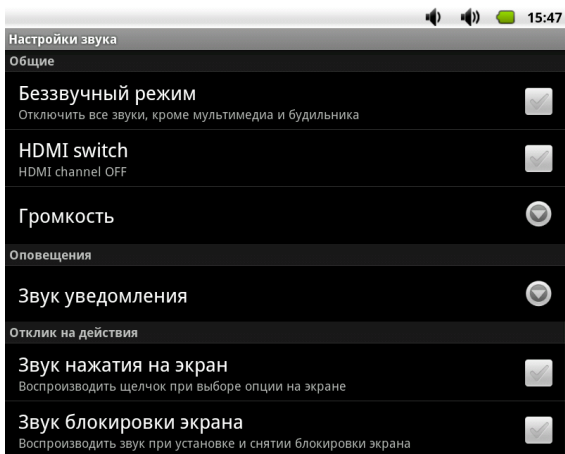 15:47
Настройки звука
Общие
Беззвучный режим
Отключить все звуки, кроме мультимедиа и будильника
HDMI switch
HDMI channel OFF
Громкость
Оповещения
Звук уведомления
Отклик на действия
Звук нажатия на экран
Воспроизводить щелчок при выборе опции на экране
Звук блокировки экрана
Воспроизводить звук при установке и снятии блокировки экрана